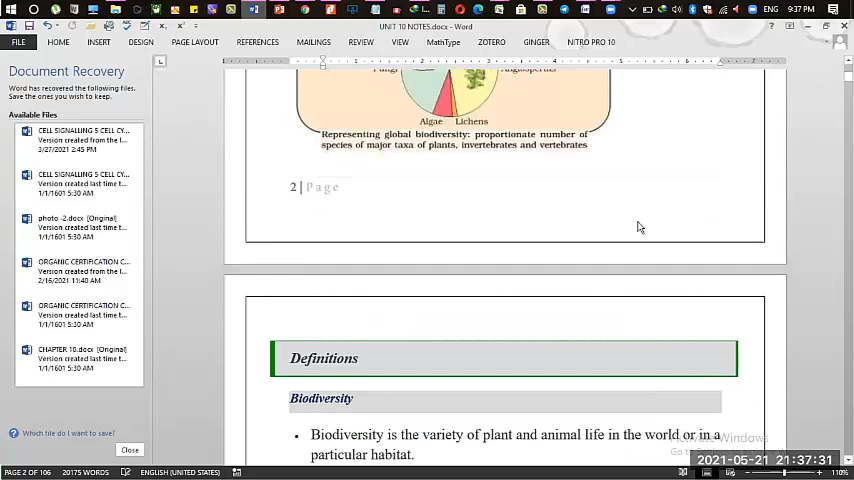 9:37 PM
ENG
UNIT 10 NOTES.docx - Word
FILE HOME INSERT DESIGN PAGE LAYOUT REFERENCES MAILINGS REVIEW VIEW MathType ZOTERO GINGER NITRO PRO 10
Document Recovery
Word has recovered the following files.
Save the ones you wish to keep.
Available Files
CELL SIGNALLING 5 CELL CY...
Version created from the l...
3/27/2021 2:45 PM
CELL SIGNALLING 5 CELL CY...
Version created last time t...
1/1/1601 5:30 AM
photo -2.docx [Original]
Version created last time t...
1/1/1601 5:30 AM
ORGANIC CERTIFICATION C...
Version created from the l...
2/16/2021 11:40 AM
ORGANIC CERTIFICATION C...
Version created last time t...
1/1/1601 5:30 AM
CHAPTER 10.docx [Original]
Version created last time t...
1/1/1601 5:30 AM
Which file do I want to save?
Close
Fungi Angiosperms
Algae Lichens
Representing global biodiversity: proportionate number of
species of major taxa of plants, invertebrates and vertebrates
2 | Page
Definitions
Biodiversity
• Biodiversity is the variety of plant and animal life in the world or in a
particular habitat.
Activate Windows
2021-05-21 21:37:31
PAGE 2 OF 106 20175 WORDS ENGLISH (UNITED STATES) 110%